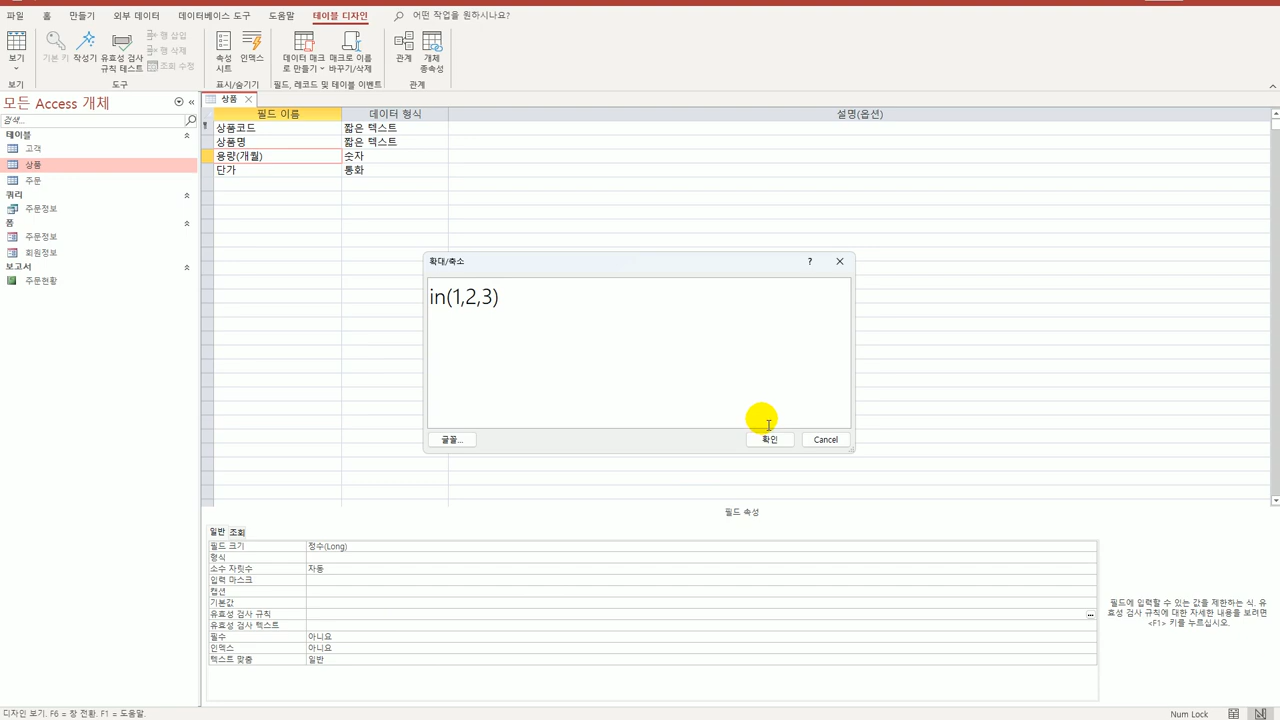 파일 홈 만들기 외부 데이터 데이터베이스 도구 도움말 테이블 디자인 어떤 작업을 원하시나요?
보기 기본 키 작성기 유효성 검사 규칙 테스트 행 삽입 행 삭제 조회 수정 속성 시트 인덱스 데이터 매크로 만들기 매크로 이름 바꾸기/삭제 관계 개체 종속성
보기 도구 표시/숨기기 필드, 레코드 및 테이블 이벤트 관계
모든 Access 개체
검색...
테이블
고객
상품
주문
쿼리
주문정보
폼
주문정보
회원정보
보고서
주문현황
상품
필드 이름 데이터 형식 설명(옵션)
상품코드 짧은 텍스트
상품명 짧은 텍스트
용량(개월) 숫자
단가 통화
확대/축소 ?
in(1,2,3)
글꼴... 확인 Cancel
필드 속성
일반 조회
필드 크기 정수(Long)
형식
소수 자릿수 자동
입력 마스크
캡션
기본값
유효성 검사 규칙 ...
유효성 검사 텍스트
필수 아니요
인덱스 아니요
텍스트 맞춤 일반
필드에 입력할 수 있는 값을 제한하는 식. 유
효성 검사 규칙에 대한 자세한 내용을 보려면
<F1> 키를 누르십시오.
디자인 보기. F6 = 창 전환. F1 = 도움말. Num Lock